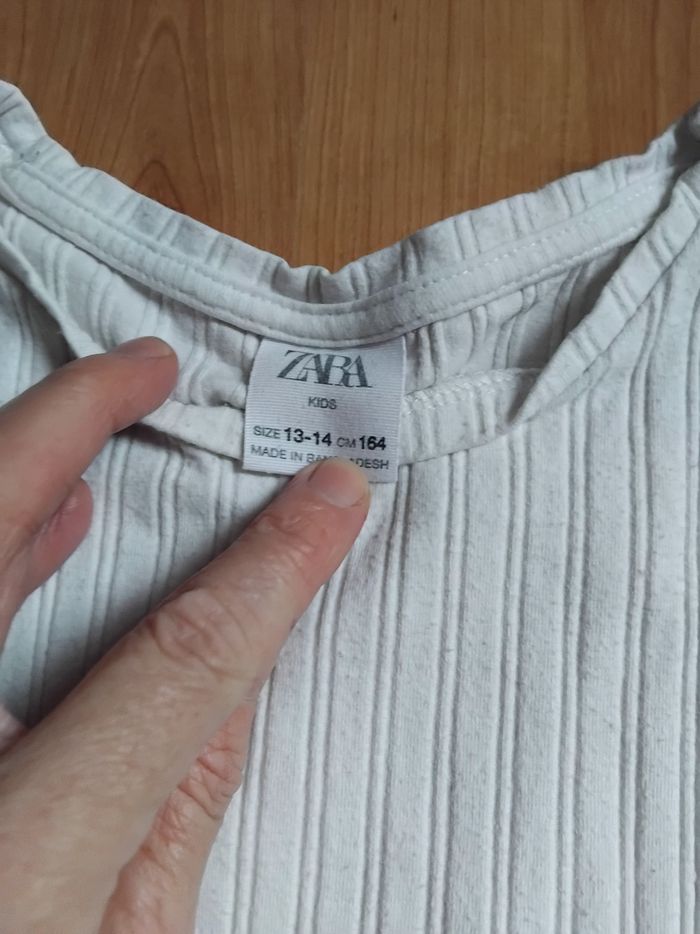 ZARA
KIDS
SIZE 13-14 CM 164
MADE IN